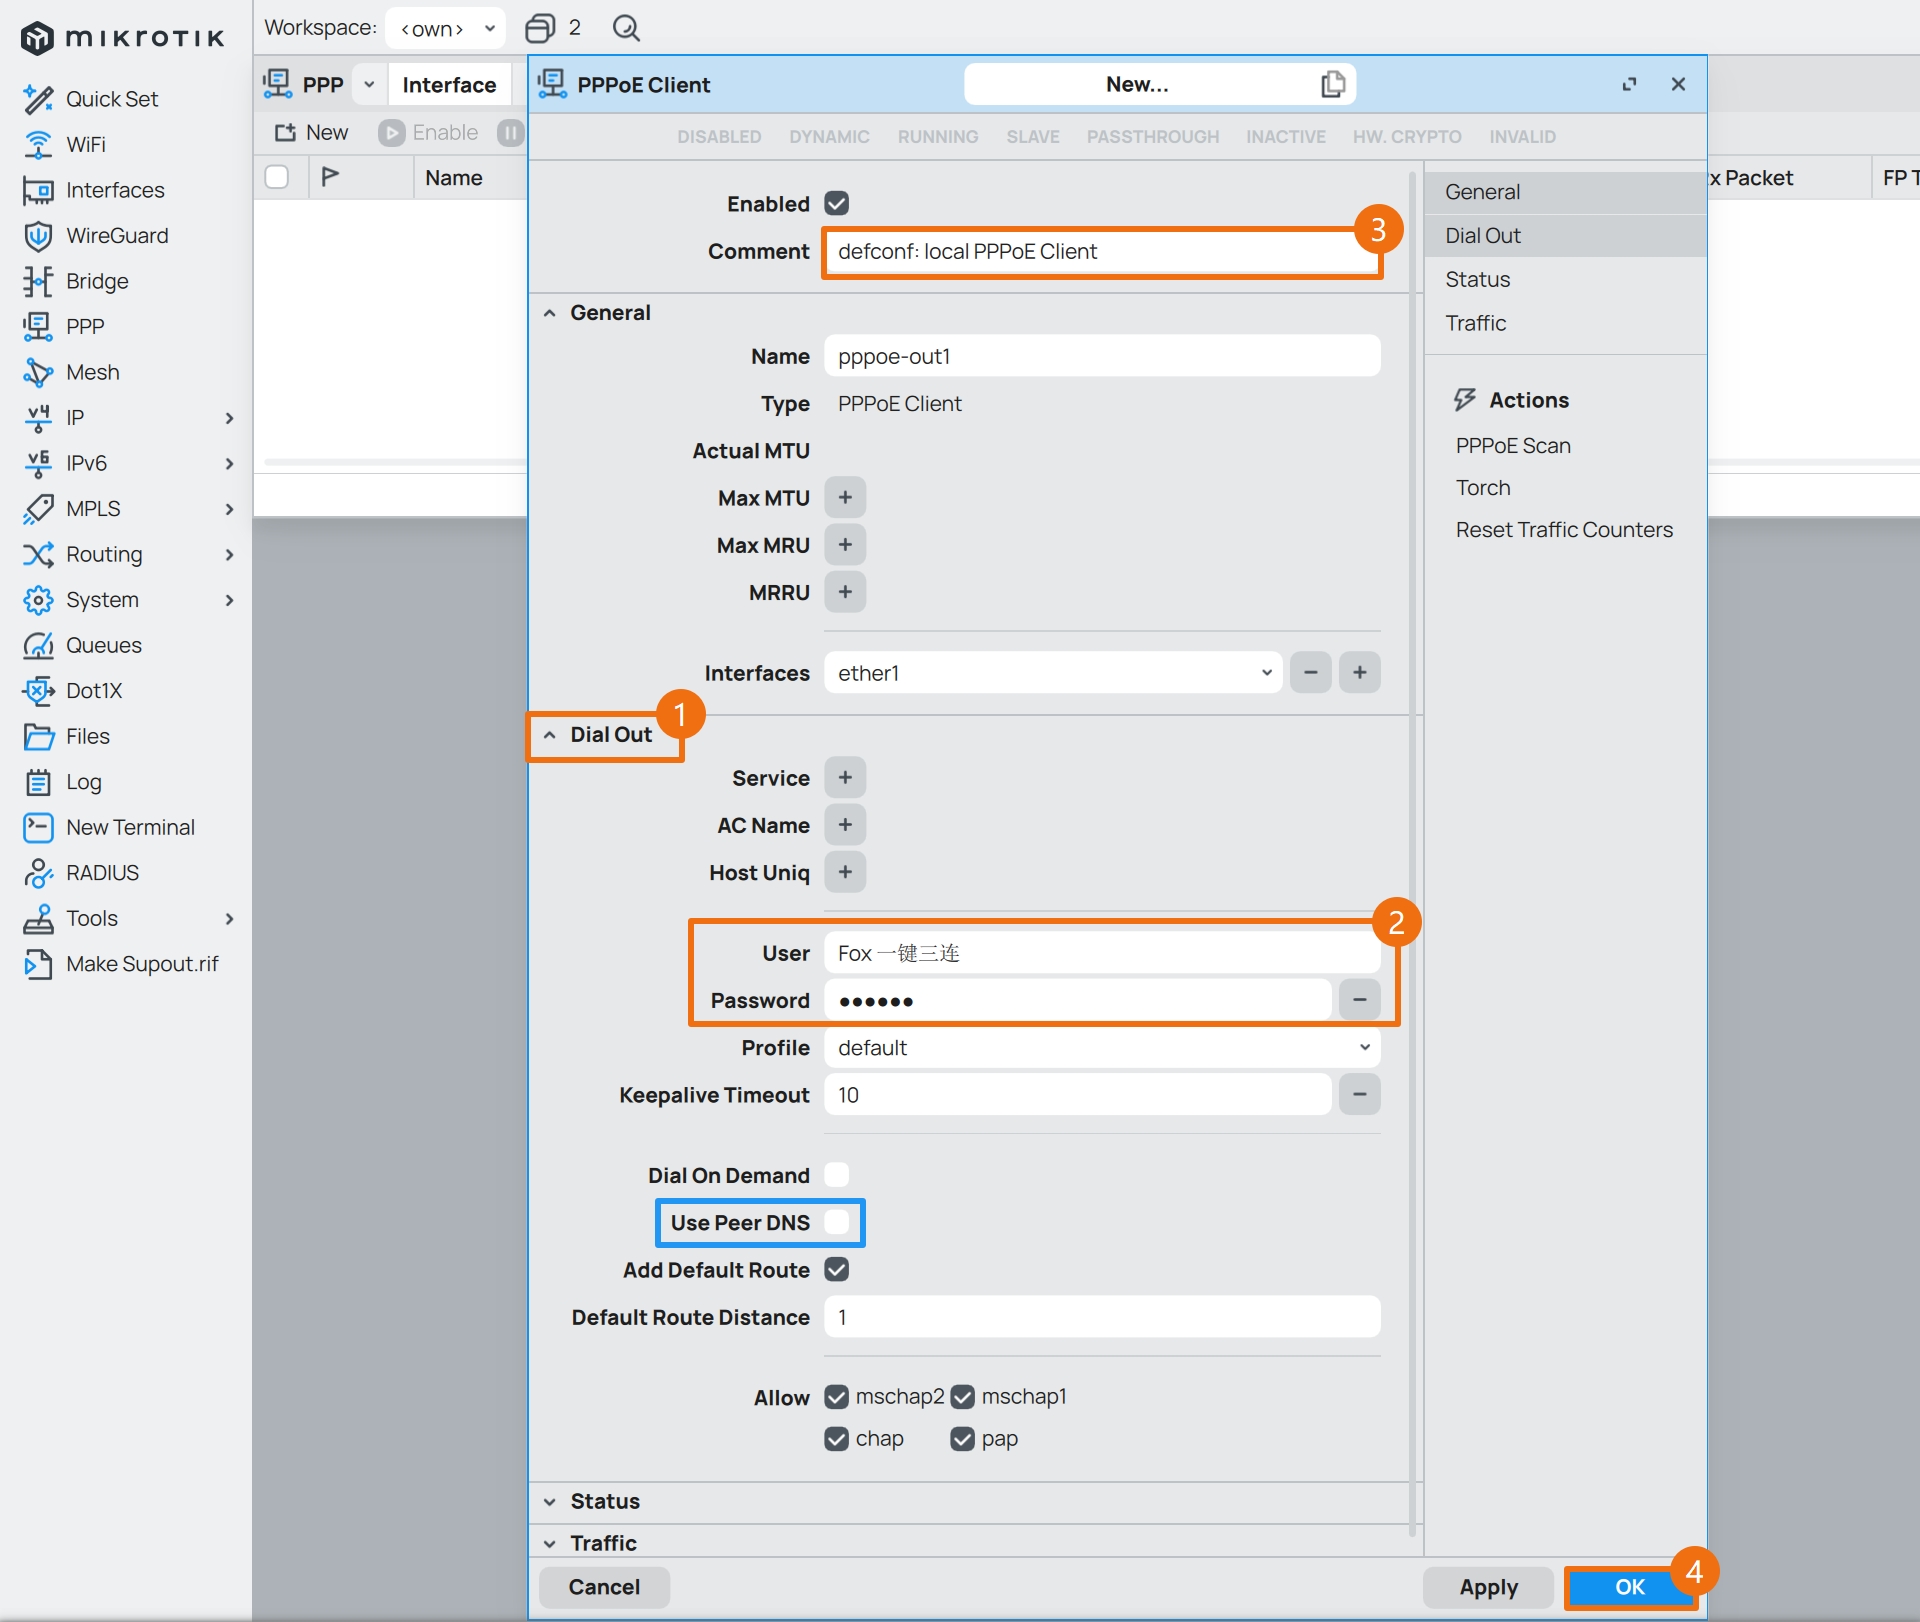 mikrotik
Workspace: <own> 2
Quick Set
WiFi
Interfaces
WireGuard
Bridge
PPP
Mesh
IP
IPv6
MPLS
Routing
System
Queues
Dot1X
Files
Log
New Terminal
RADIUS
Tools
Make Supout.rif
PPP Interface
New Enable
Name
x Packet FP T
PPPoE Client New...
DISABLED DYNAMIC RUNNING SLAVE PASSTHROUGH INACTIVE HW. CRYPTO INVALID
Enabled
3
Comment defconf: local PPPoE Client
General
Name pppoe-out1
Type PPPoE Client
Actual MTU
Max MTU
Max MRU
MRRU
Interfaces ether1
1
Dial Out
Service
AC Name
Host Uniq
2
User Fox 一键三连
Password ●●●●●●
Profile default
Keepalive Timeout 10
Dial On Demand
Use Peer DNS
Add Default Route
Default Route Distance 1
Allow mschap2 mschap1
chap pap
Status
Traffic
Cancel Apply OK
4
General
Dial Out
Status
Traffic
Actions
PPPoE Scan
Torch
Reset Traffic Counters